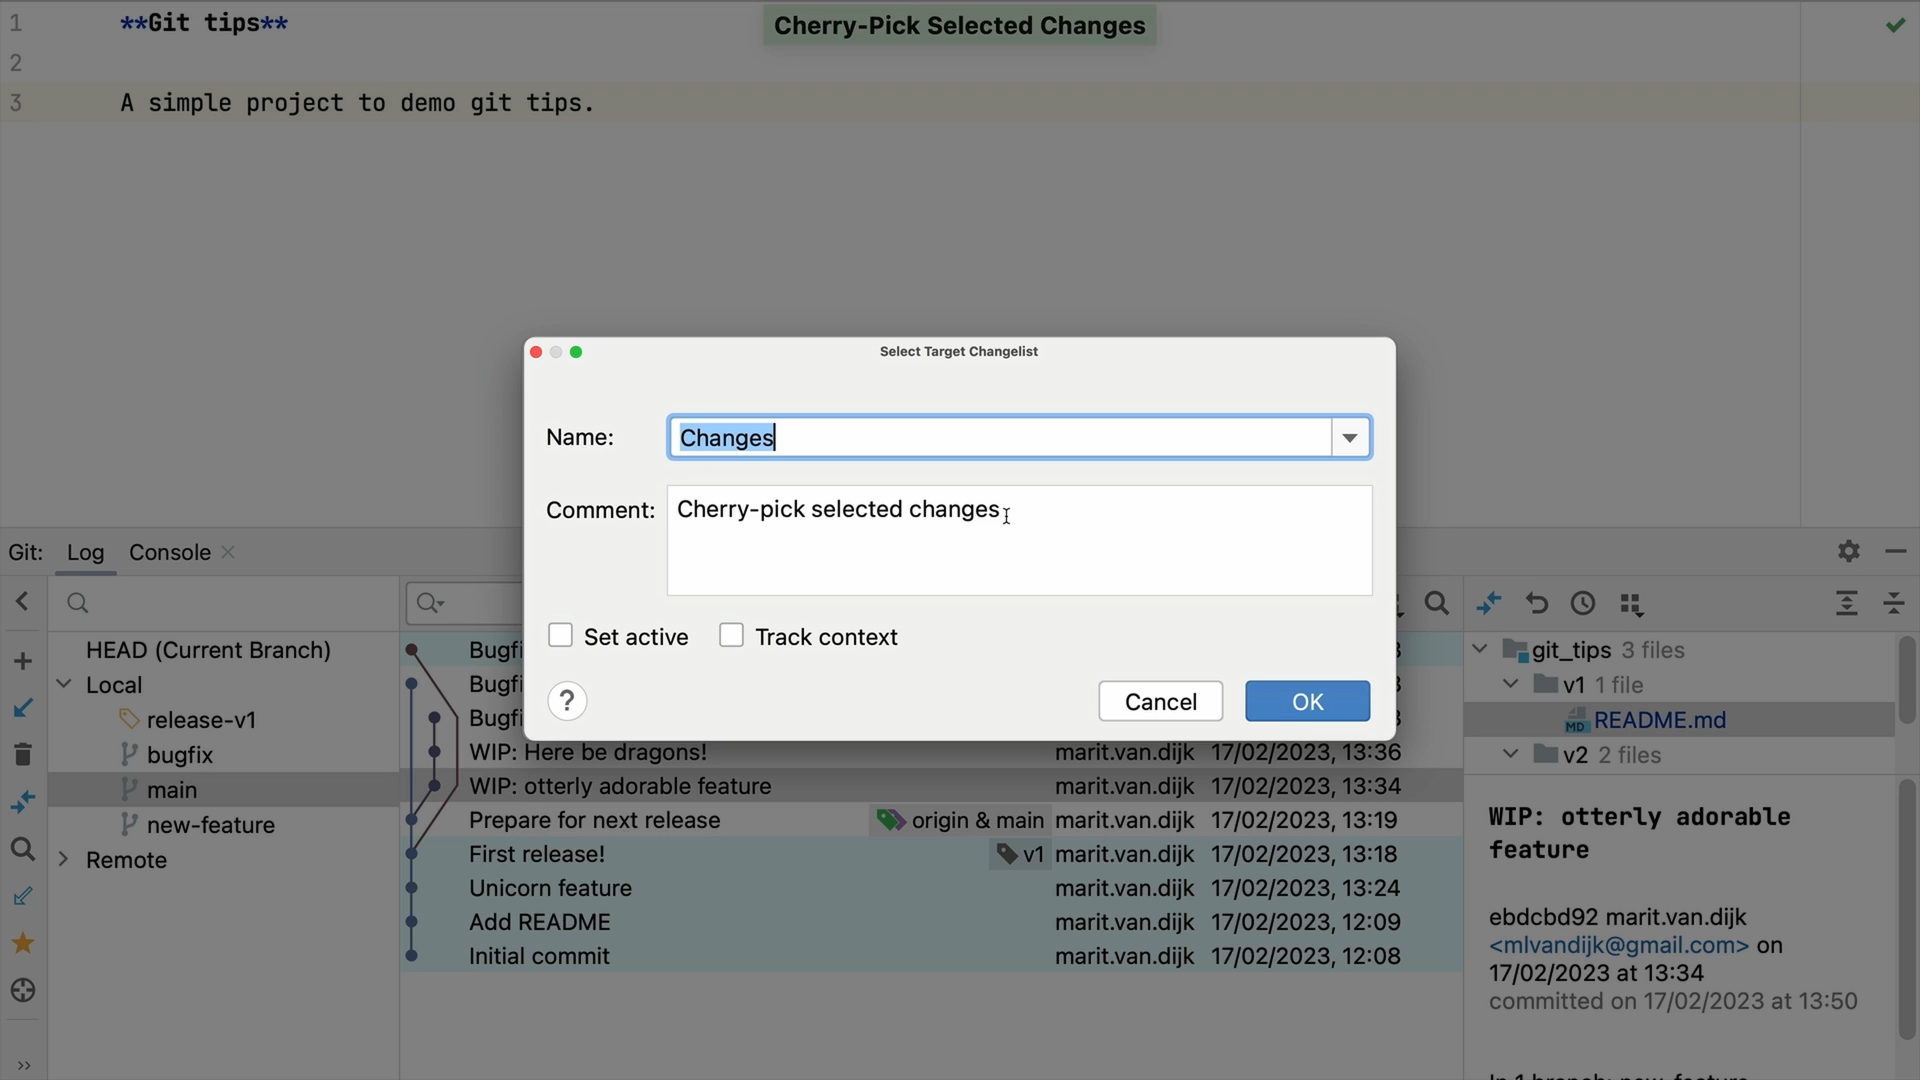 1 **Git tips**
Cherry-Pick Selected Changes
2
3 A simple project to demo git tips.
Select Target Changelist
Name: Changes
Comment: Cherry-pick selected changes
Set active Track context
? Cancel OK
Git: Log Console
HEAD (Current Branch)
Local
release-v1
bugfix
main
new-feature
Remote
Bugfi
Bugfi
Bugfi
WIP: Here be dragons! marit.van.dijk 17/02/2023, 13:36
WIP: otterly adorable feature marit.van.dijk 17/02/2023, 13:34
Prepare for next release origin & main marit.van.dijk 17/02/2023, 13:19
First release! v1 marit.van.dijk 17/02/2023, 13:18
Unicorn feature marit.van.dijk 17/02/2023, 13:24
Add README marit.van.dijk 17/02/2023, 12:09
Initial commit marit.van.dijk 17/02/2023, 12:08
git_tips 3 files
v1 1 file
MD README.md
v2 2 files
WIP: otterly adorable
feature
ebdcbd92 marit.van.dijk
<mlvandijk@gmail.com> on
17/02/2023 at 13:34
committed on 17/02/2023 at 13:50